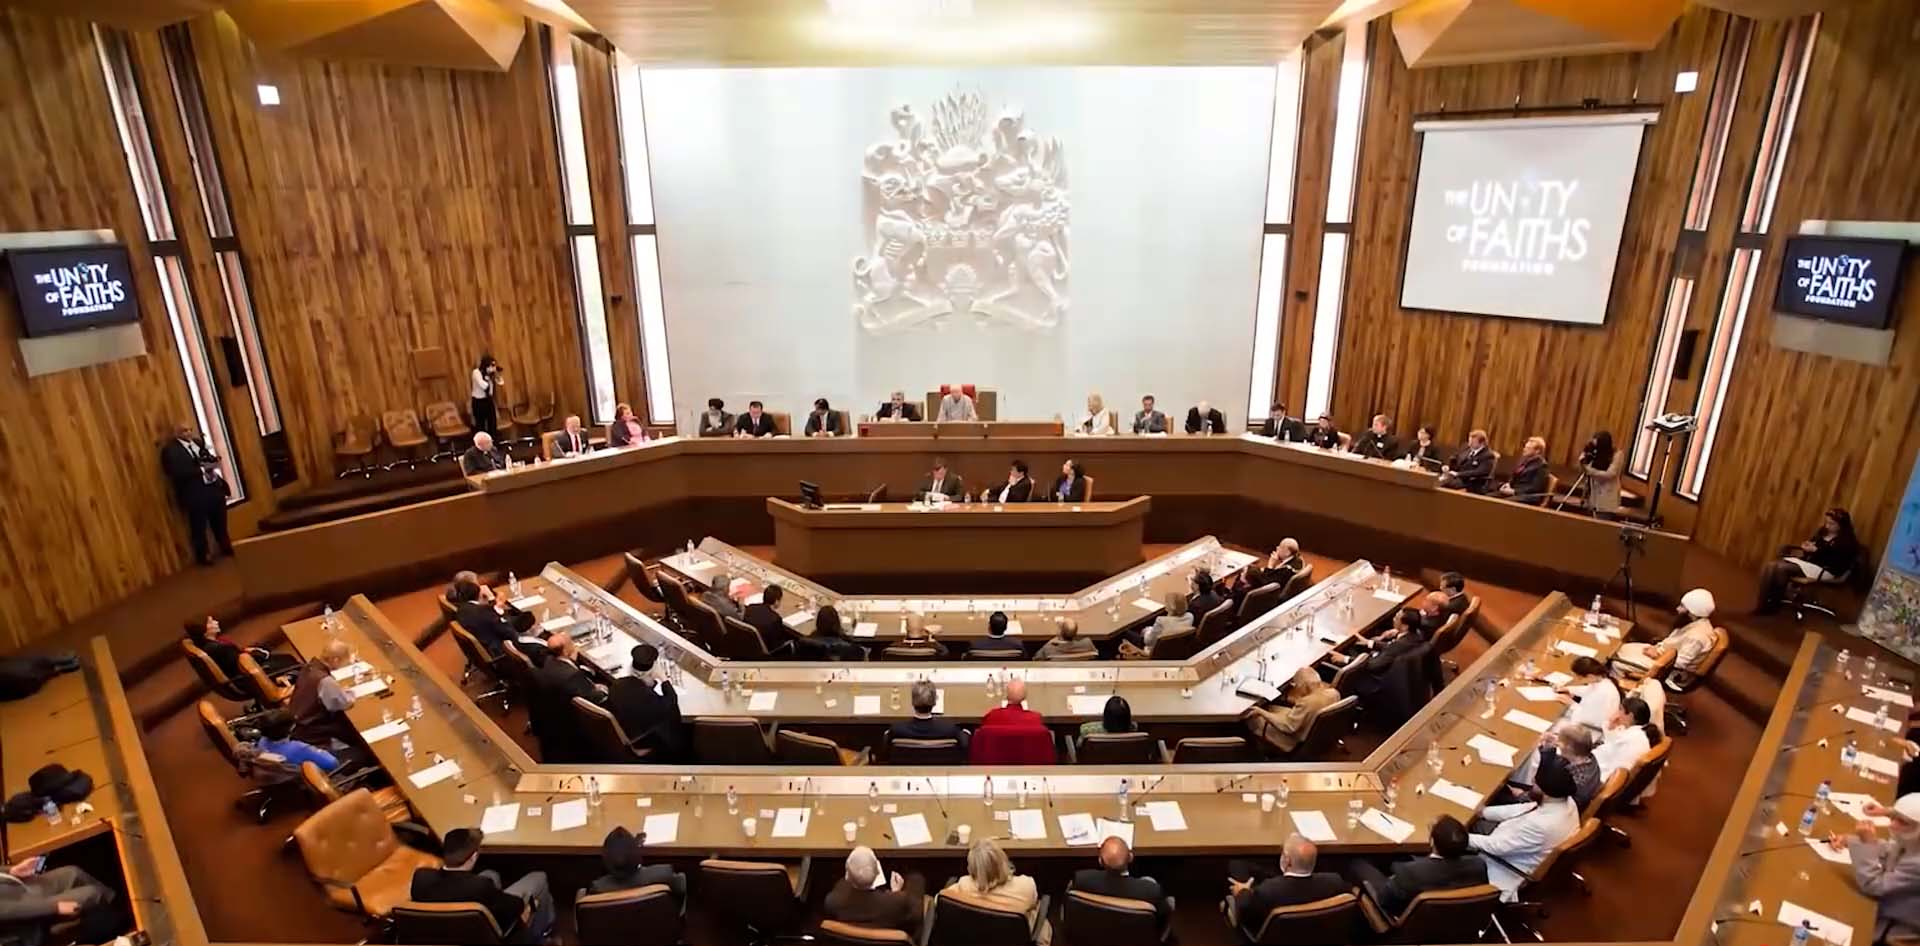 THE UNITY
OF FAITHS
FOUNDATION
THE UNITY
OF FAITHS
FOUNDATION
THE UNITY
OF FAITHS
FOUNDATION